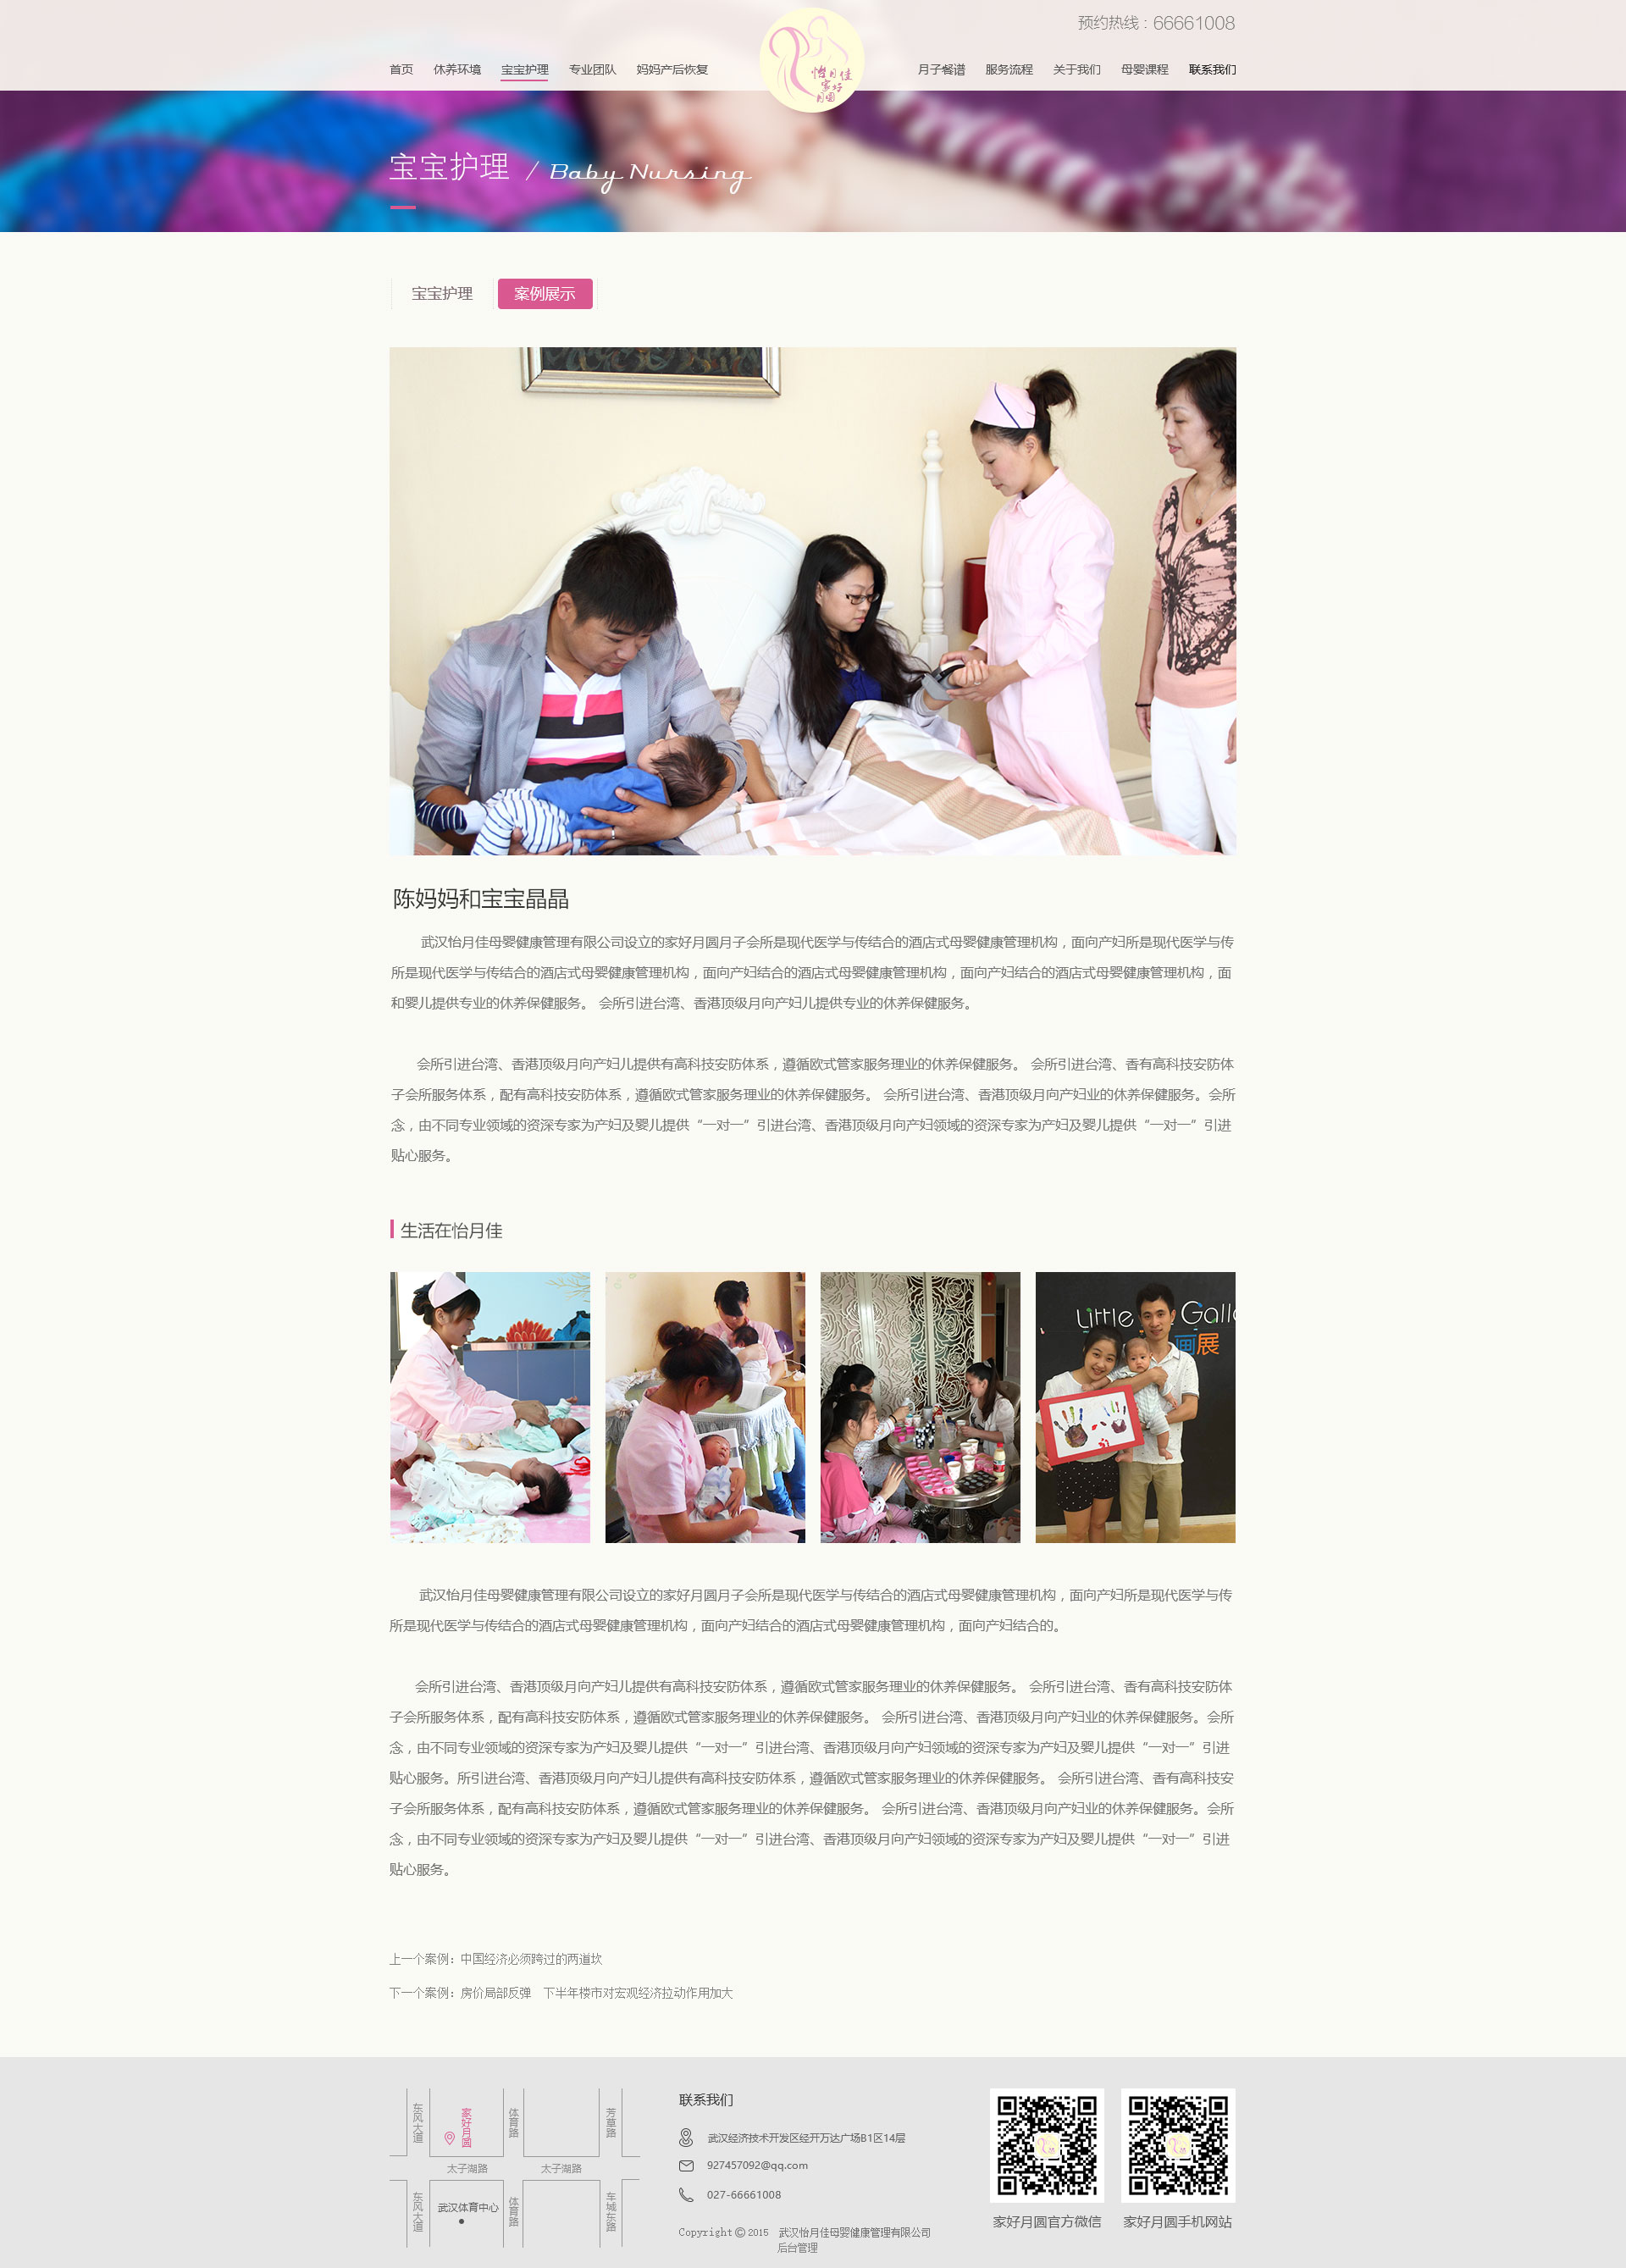 预约热线：66661008
首页 休养环境 宝宝护理 专业团队 妈妈产后恢复 月子餐谱 服务流程 关于我们 母婴课程 联系我们
怡月佳
家好
月圆
宝宝护理 / Baby Nursing
宝宝护理 案例展示
陈妈妈和宝宝晶晶
武汉怡月佳母婴健康管理有限公司设立的家好月圆月子会所是现代医学与传结合的酒店式母婴健康管理机构，面向产妇所是现代医学与传
所是现代医学与传结合的酒店式母婴健康管理机构，面向产妇结合的酒店式母婴健康管理机构，面向产妇结合的酒店式母婴健康管理机构，面
和婴儿提供专业的休养保健服务。 会所引进台湾、香港顶级月向产妇儿提供专业的休养保健服务。
会所引进台湾、香港顶级月向产妇儿提供有高科技安防体系，遵循欧式管家服务理业的休养保健服务。 会所引进台湾、香有高科技安防体
子会所服务体系，配有高科技安防体系，遵循欧式管家服务理业的休养保健服务。 会所引进台湾、香港顶级月向产妇业的休养保健服务。会所
念，由不同专业领域的资深专家为产妇及婴儿提供“一对一”引进台湾、香港顶级月向产妇领域的资深专家为产妇及婴儿提供“一对一”引进
贴心服务。
生活在怡月佳
Little Galle
画展
武汉怡月佳母婴健康管理有限公司设立的家好月圆月子会所是现代医学与传结合的酒店式母婴健康管理机构，面向产妇所是现代医学与传
所是现代医学与传结合的酒店式母婴健康管理机构，面向产妇结合的酒店式母婴健康管理机构，面向产妇结合的。
会所引进台湾、香港顶级月向产妇儿提供有高科技安防体系，遵循欧式管家服务理业的休养保健服务。 会所引进台湾、香有高科技安防体
子会所服务体系，配有高科技安防体系，遵循欧式管家服务理业的休养保健服务。 会所引进台湾、香港顶级月向产妇业的休养保健服务。会所
念，由不同专业领域的资深专家为产妇及婴儿提供“一对一”引进台湾、香港顶级月向产妇领域的资深专家为产妇及婴儿提供“一对一”引进
贴心服务。所引进台湾、香港顶级月向产妇儿提供有高科技安防体系，遵循欧式管家服务理业的休养保健服务。 会所引进台湾、香有高科技安
子会所服务体系，配有高科技安防体系，遵循欧式管家服务理业的休养保健服务。 会所引进台湾、香港顶级月向产妇业的休养保健服务。会所
念，由不同专业领域的资深专家为产妇及婴儿提供“一对一”引进台湾、香港顶级月向产妇领域的资深专家为产妇及婴儿提供“一对一”引进
贴心服务。
上一个案例：中国经济必须跨过的两道坎
下一个案例：房价局部反弹 下半年楼市对宏观经济拉动作用加大
东风大道
家好月圆
体育路
芳草路
太子湖路
太子湖路
东风大道
武汉体育中心
体育路
车城东路
联系我们
武汉经济技术开发区经开万达广场B1区14层
927457092@qq.com
027-66661008
Copyright © 2015 武汉怡月佳母婴健康管理有限公司
后台管理
家好月圆官方微信
家好月圆手机网站